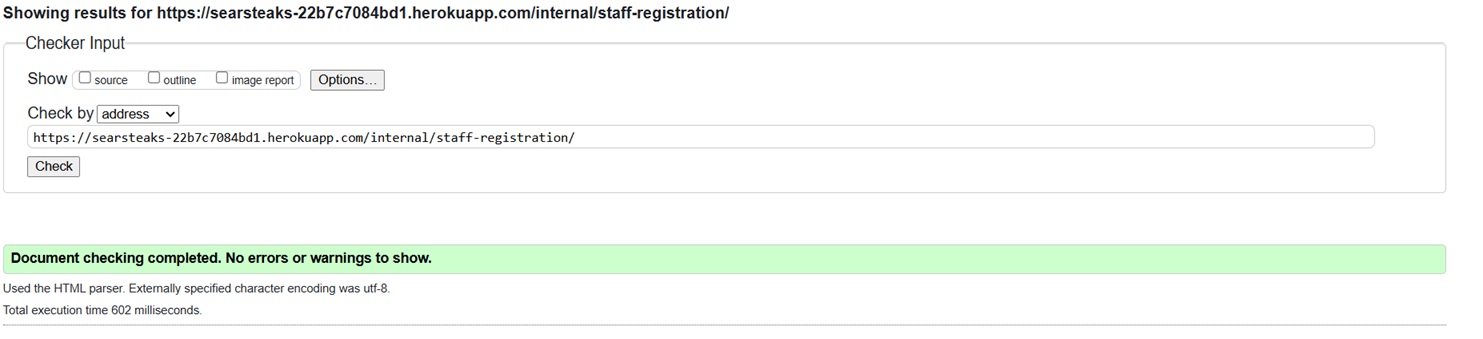 Showing results for https://searsteaks-22b7c7084bd1.herokuapp.com/internal/staff-registration/
Checker Input
Show source outline image report Options...
Check by address
https://searsteaks-22b7c7084bd1.herokuapp.com/internal/staff-registration/
Check
Document checking completed. No errors or warnings to show.
Used the HTML parser. Externally specified character encoding was utf-8.
Total execution time 602 milliseconds.